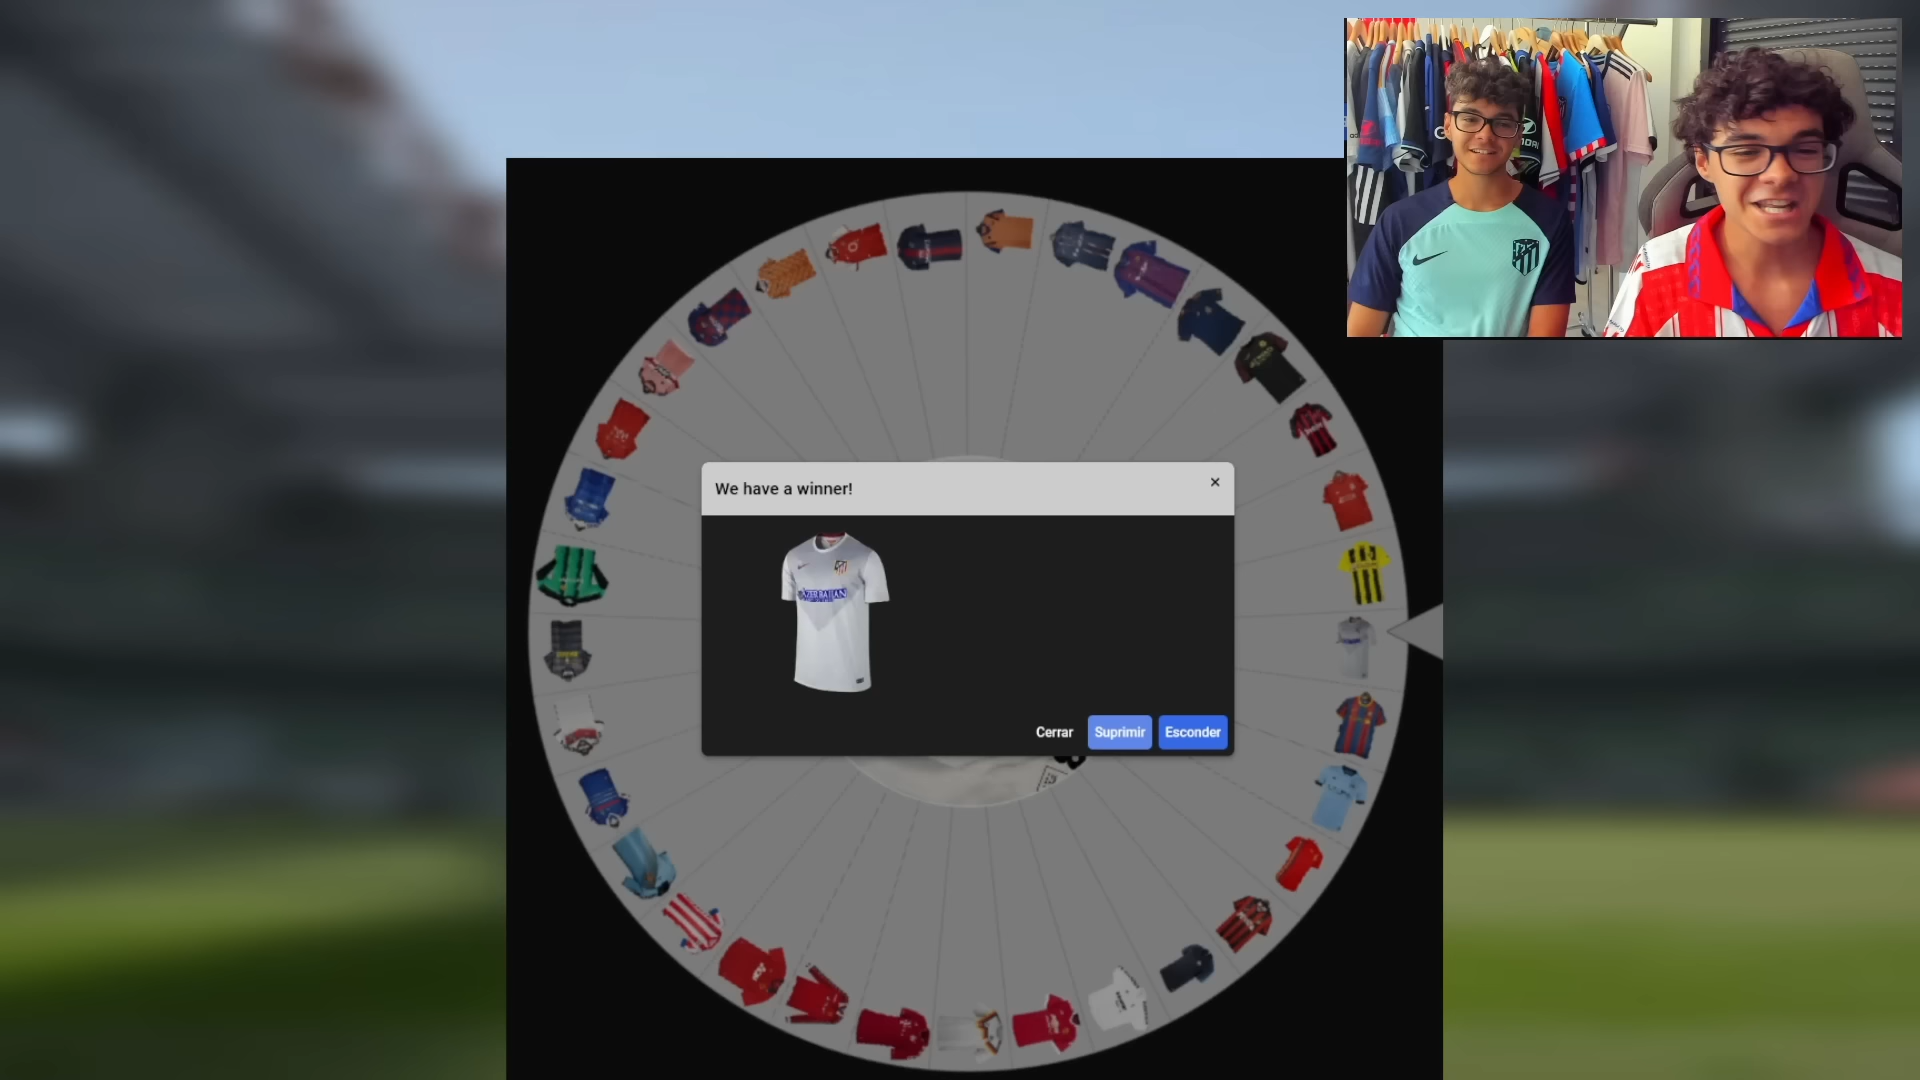 We have a winner!
×
AZERBAIJAN
Cerrar
Suprimir
Esconder